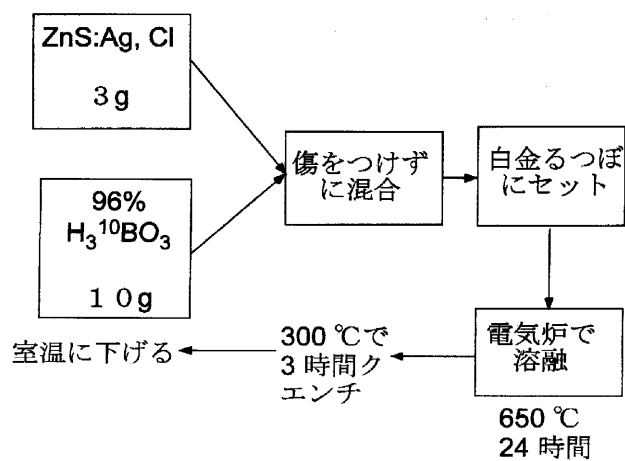 ZnS:Ag, Cl
３g
96%
H₃¹⁰BO₃
１０g
傷をつけず
に混合
白金るつぼ
にセット
電気炉で
溶融
650 ℃
24 時間
300 ℃で
3 時間ク
エンチ
室温に下げる